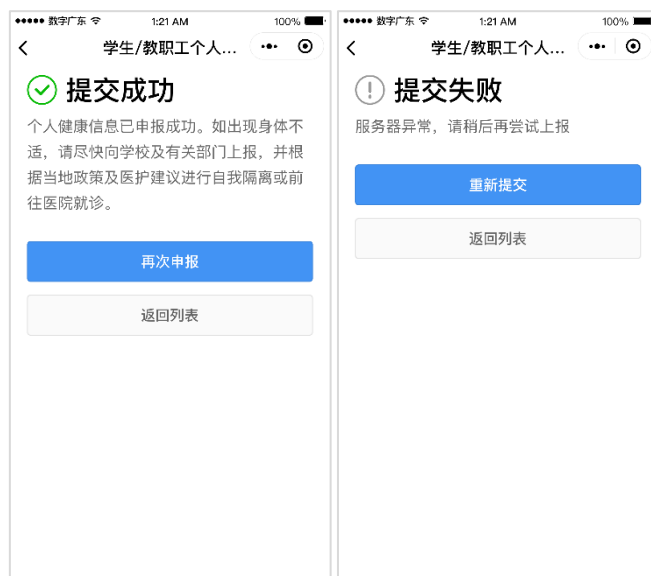 数字广东 1:21 AM 100%
学生/教职工个人...
提交成功
个人健康信息已申报成功。如出现身体不
适，请尽快向学校及有关部门上报，并根
据当地政策及医护建议进行自我隔离或前
往医院就诊。
再次申报
返回列表
数字广东 1:21 AM 100%
学生/教职工个人...
提交失败
服务器异常，请稍后再尝试上报
重新提交
返回列表